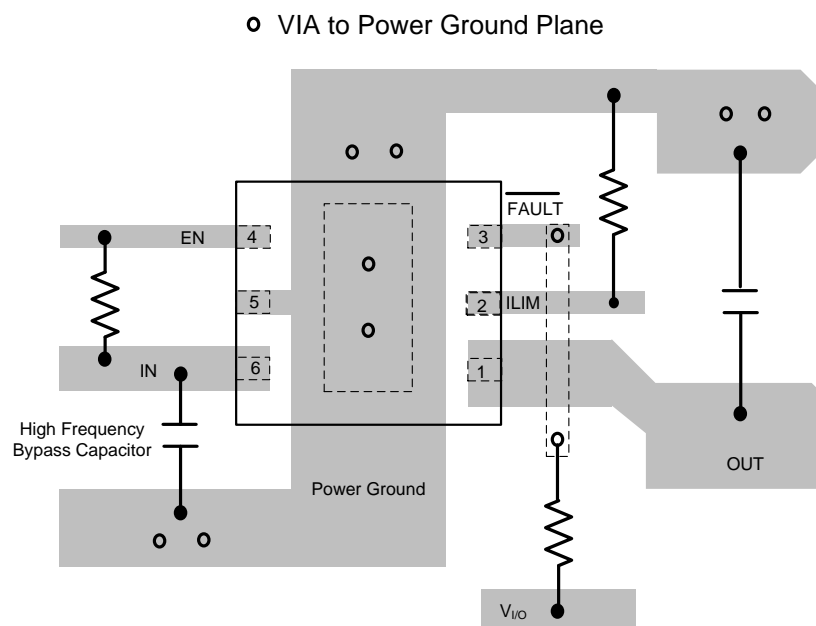 VIA to Power Ground Plane
FAULT
EN
4
3
5
2
ILIM
IN
6
1
High Frequency
Bypass Capacitor
OUT
Power Ground
VI/O